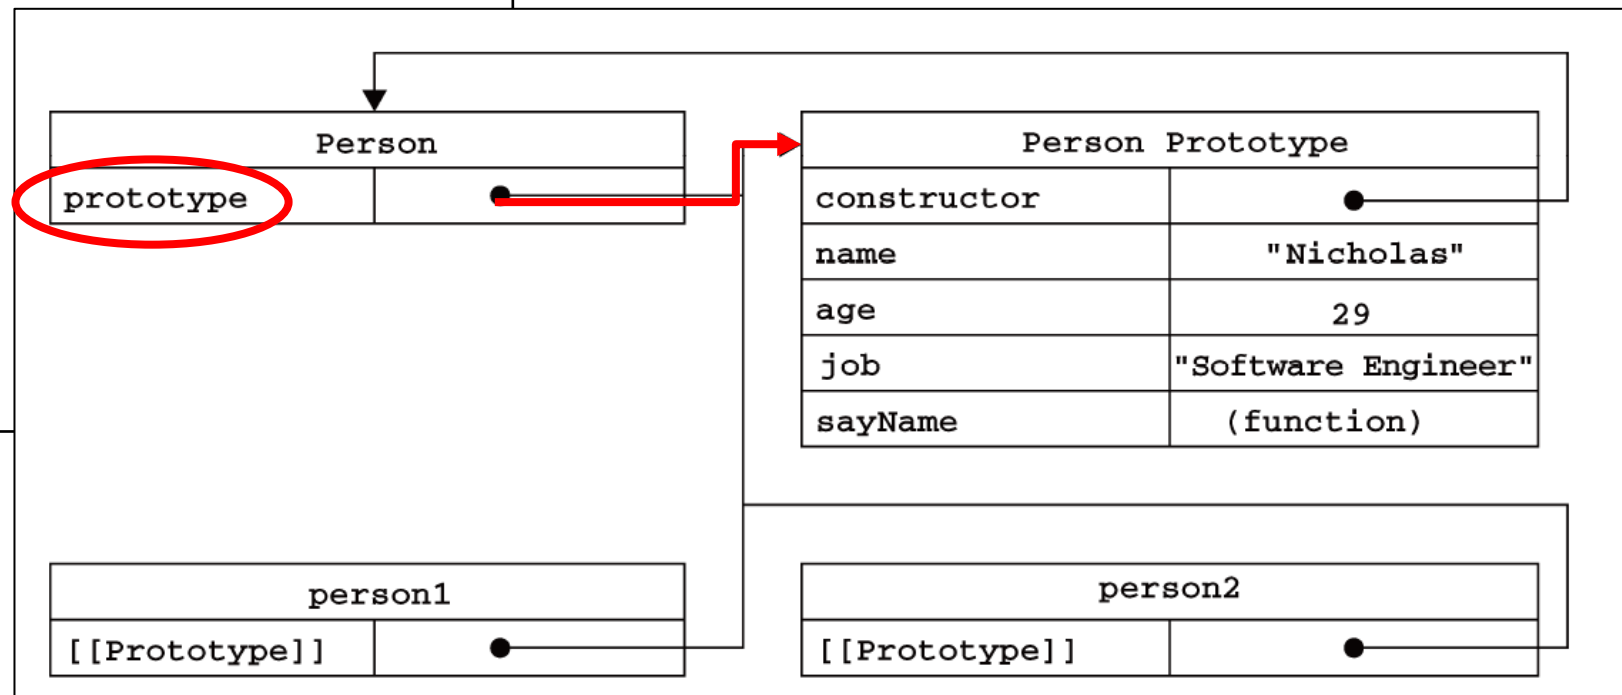 Person
prototype
Person Prototype
constructor
name "Nicholas"
age 29
job "Software Engineer"
sayName (function)
person1
[[Prototype]]
person2
[[Prototype]]